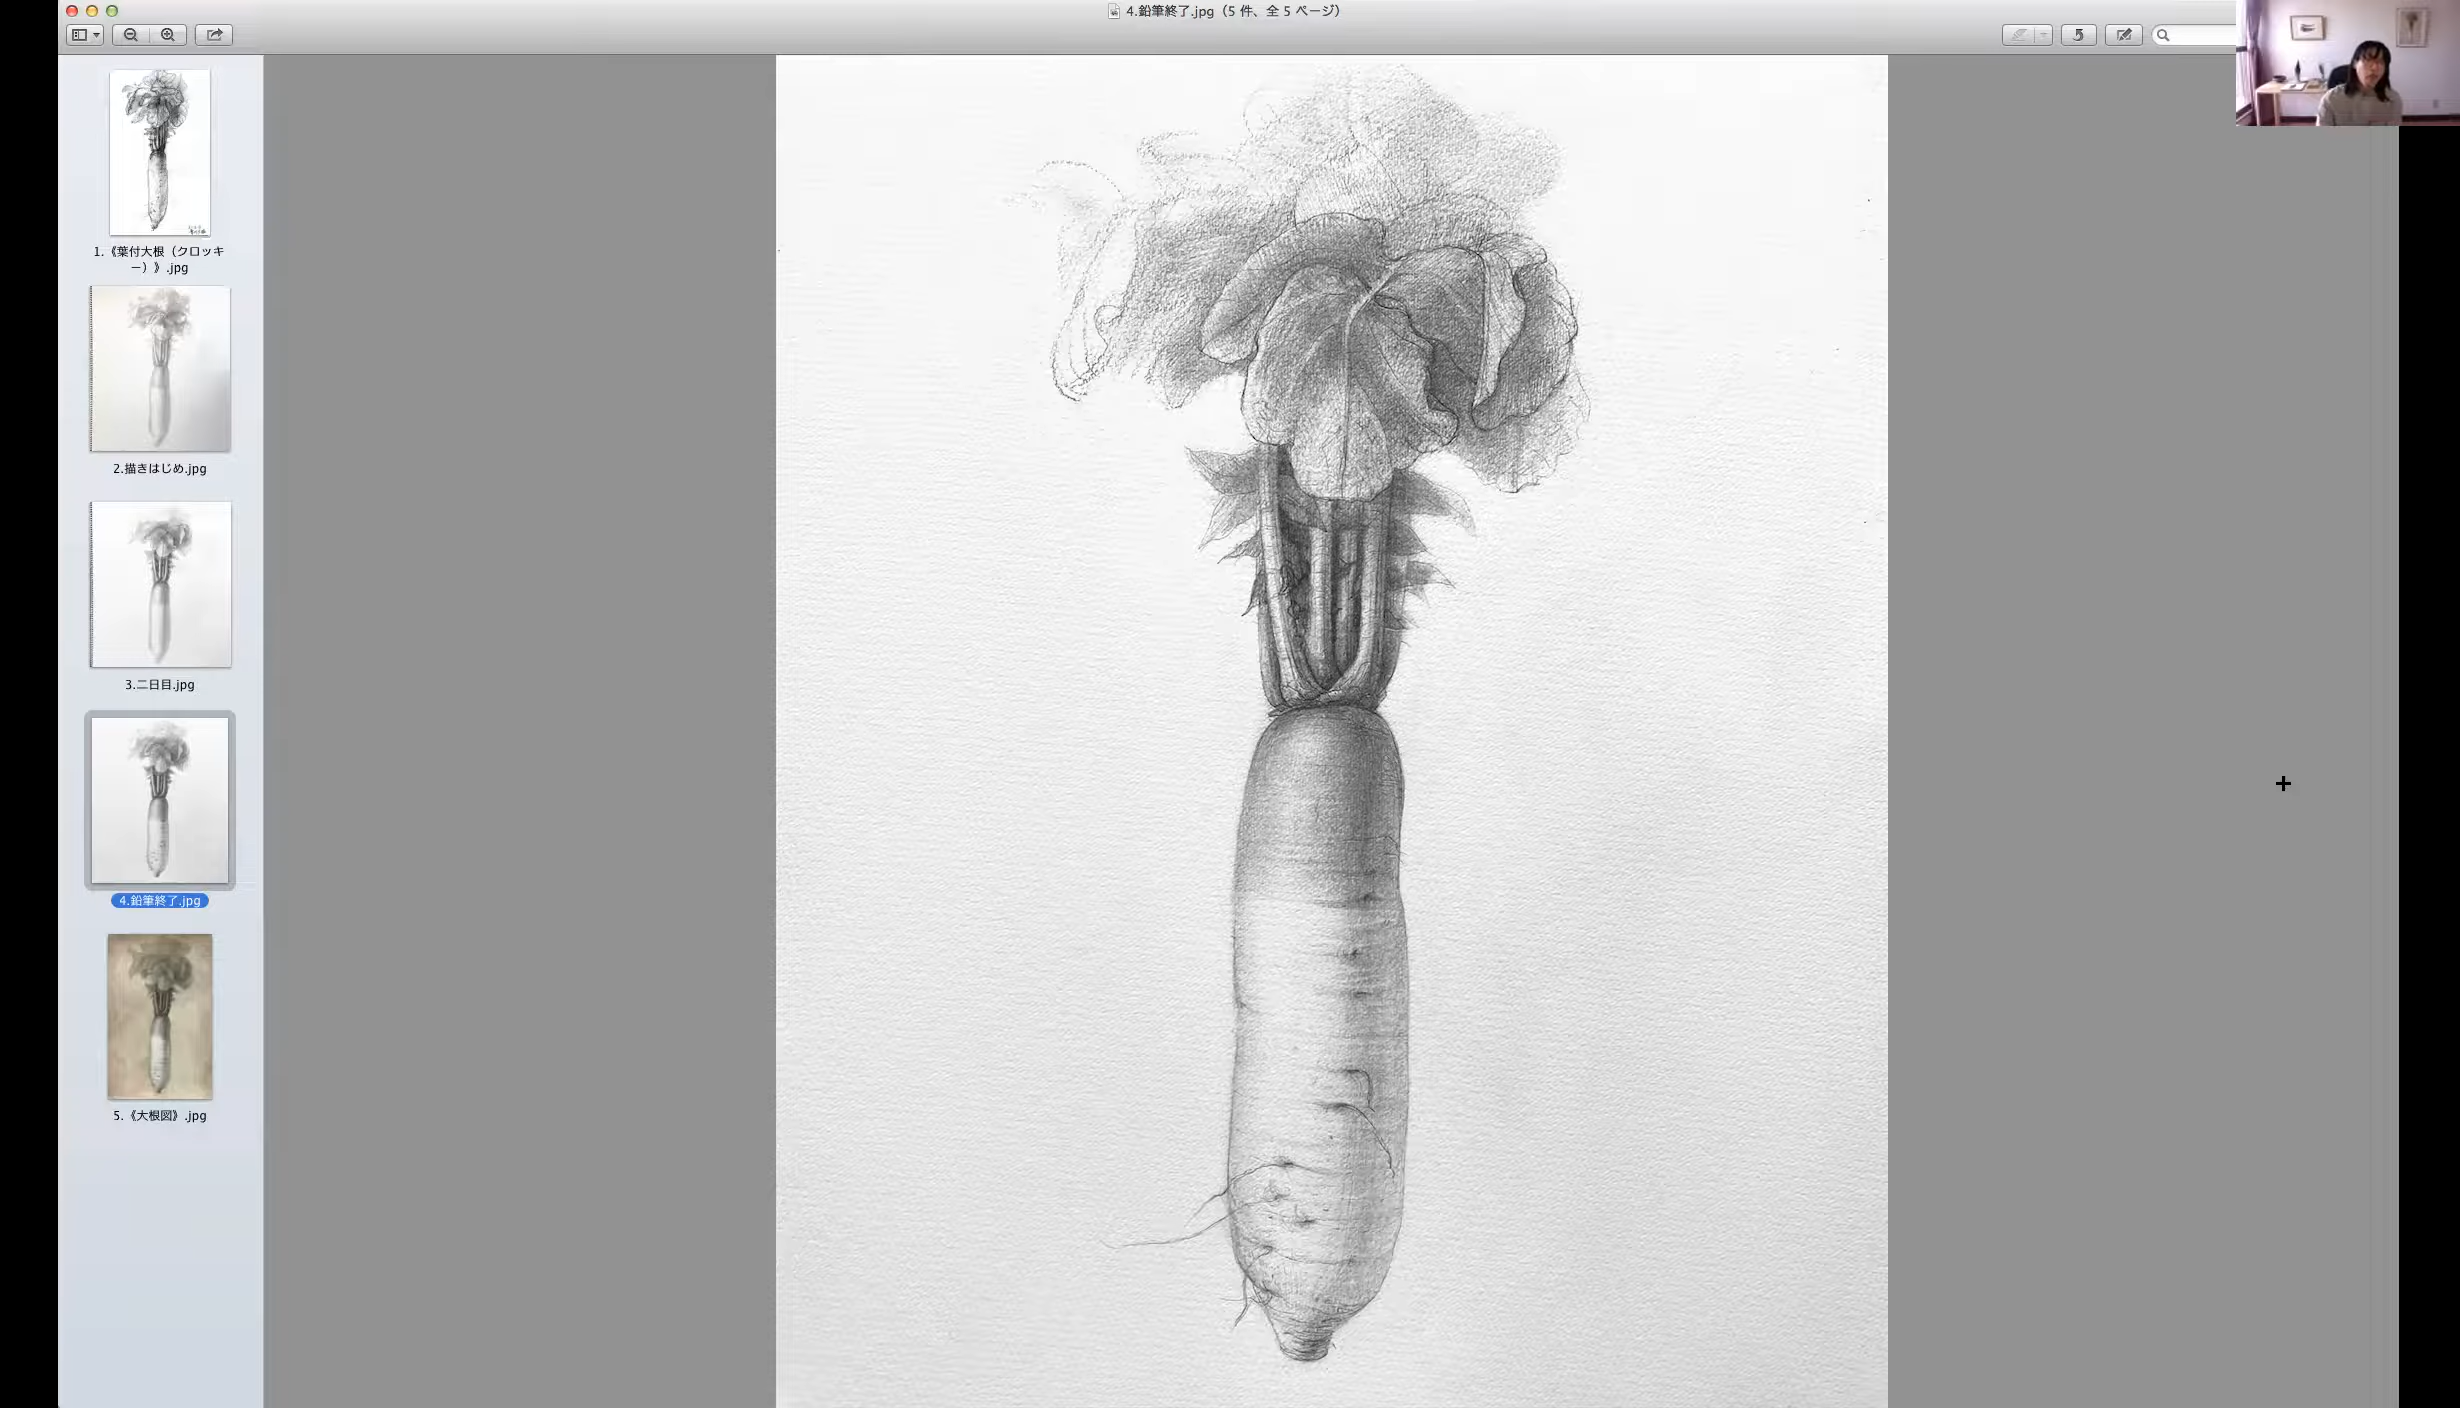 4.鉛筆終了.jpg（5 件、全 5 ページ）
1.《葉付大根（クロッキ
ー）》.jpg
2.描きはじめ.jpg
3.二日目.jpg
4.鉛筆終了.jpg
5.《大根図》.jpg